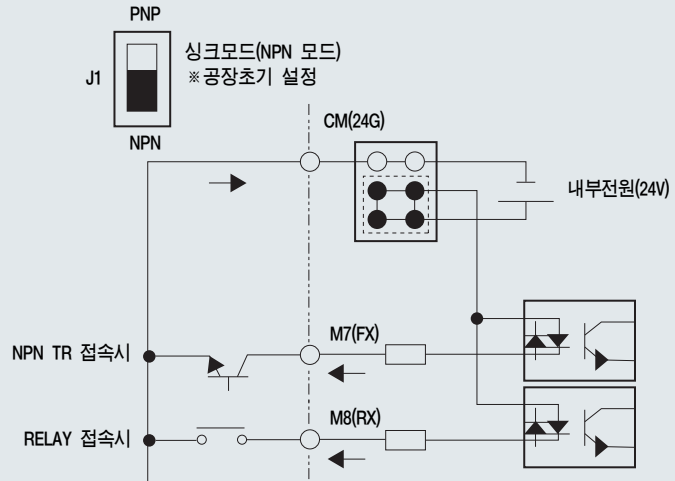 PNP
싱크모드(NPN 모드)
J1
※공장초기 설정
NPN
CM(24G)
내부전원(24V)
M7(FX)
NPN TR 접속시
M8(RX)
RELAY 접속시